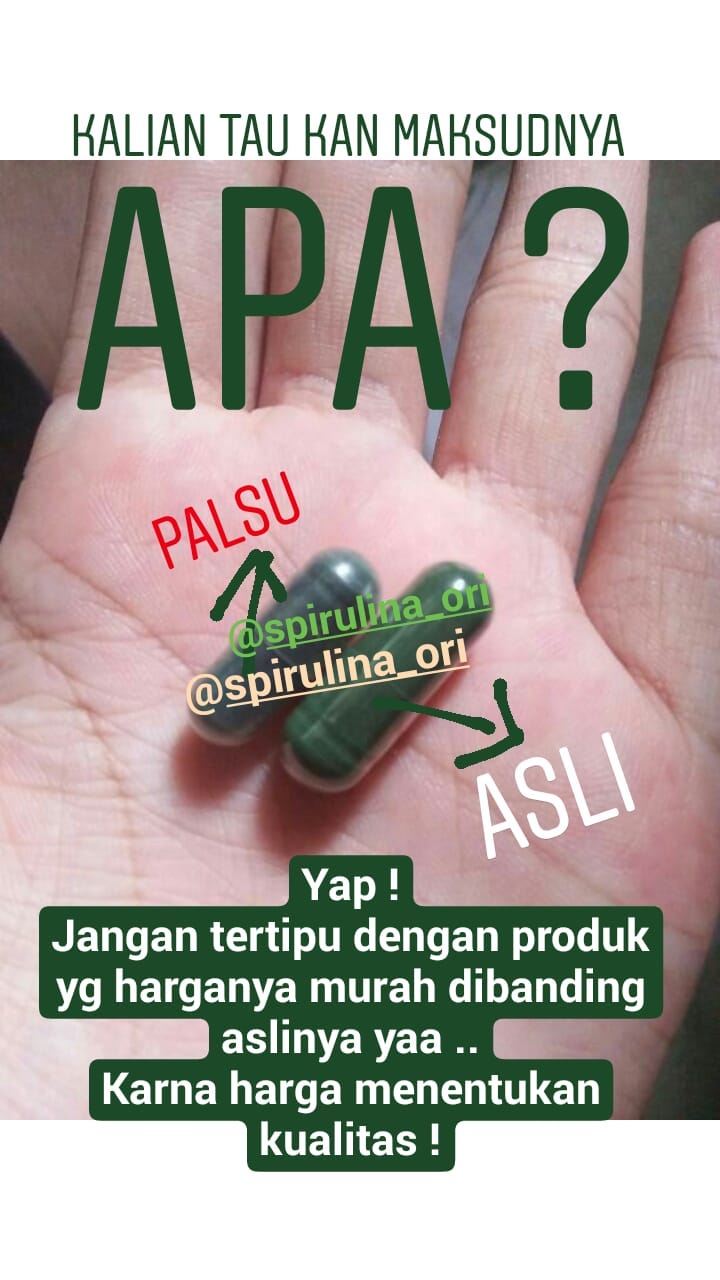 KALIAN TAU KAN MAKSUDNYA
APA ?
PALSU
@spirulina_ori
@spirulina_ori
ASLI
Yap !
Jangan tertipu dengan produk
yg harganya murah dibanding
aslinya yaa ..
Karna harga menentukan
kualitas !